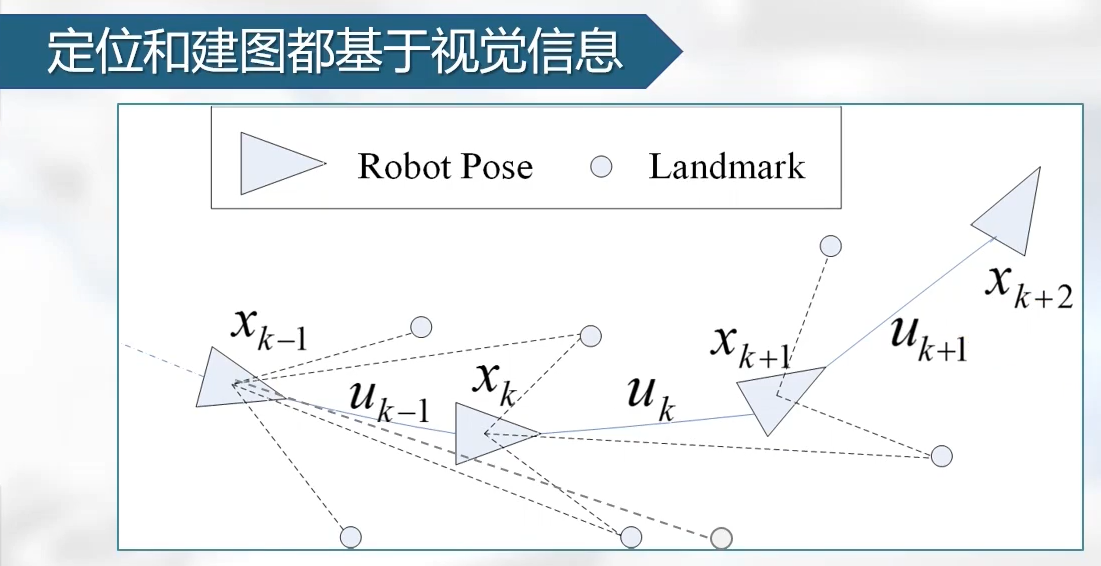 定位和建图都基于视觉信息
Robot Pose
Landmark
x_{k-1}
u_{k-1}
x_k
u_k
x_{k+1}
u_{k+1}
x_{k+2}